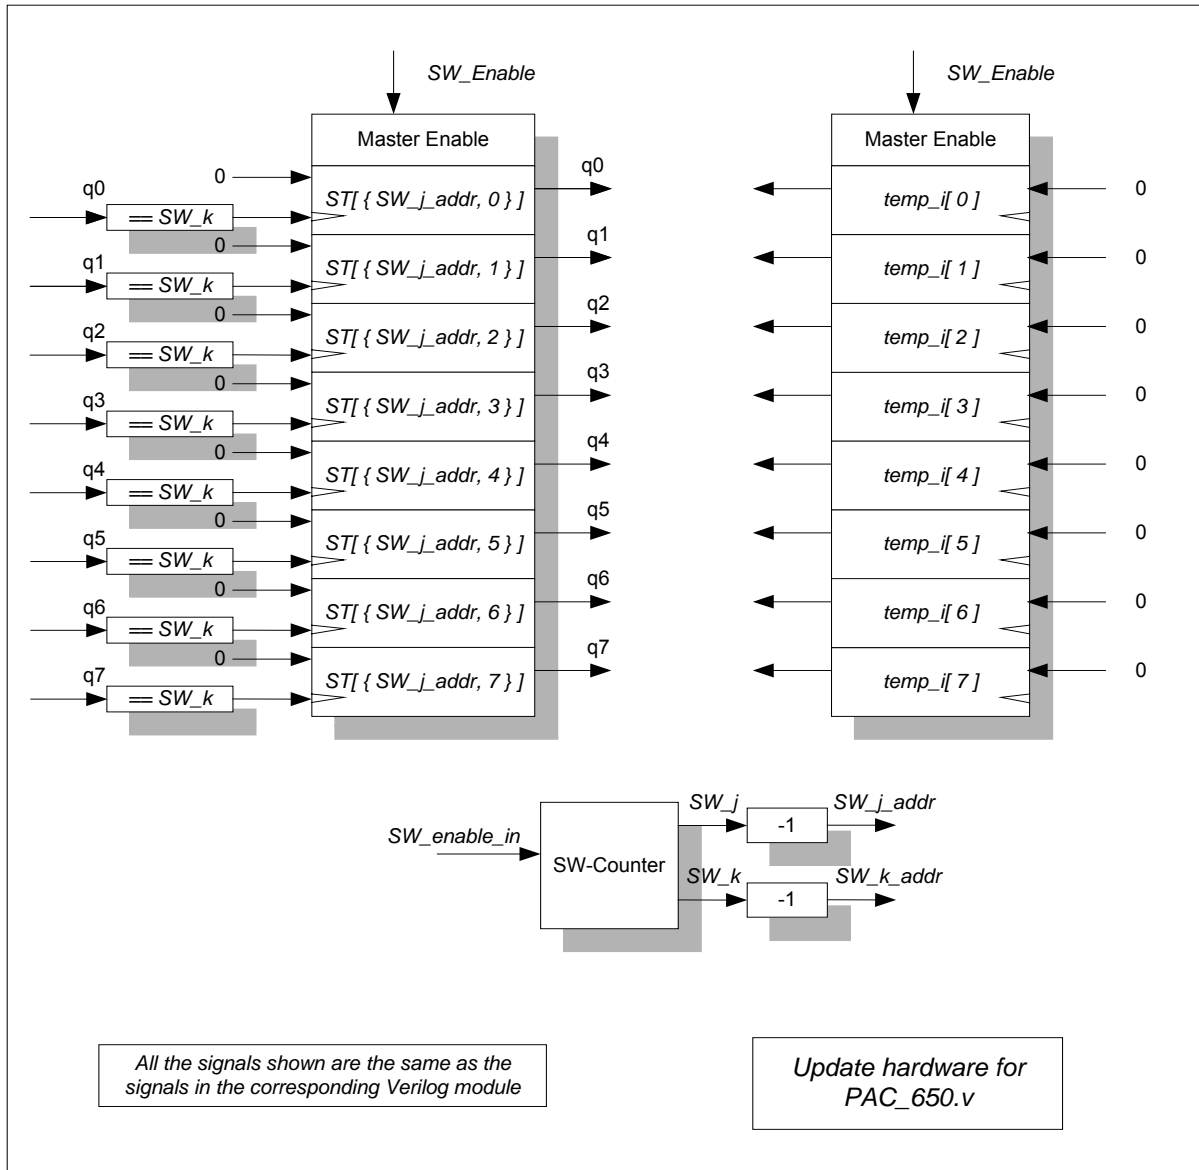 SW_Enable SW_Enable
Master Enable Master Enable
0 q0
q0 ST[ { SW_j_addr, 0 } ] temp_i[ 0 ] 0
== SW_k
0 q1
q1 ST[ { SW_j_addr, 1 } ] temp_i[ 1 ] 0
== SW_k
0 q2
q2 ST[ { SW_j_addr, 2 } ] temp_i[ 2 ] 0
== SW_k
0 q3
q3 ST[ { SW_j_addr, 3 } ] temp_i[ 3 ] 0
== SW_k
0 q4
q4 ST[ { SW_j_addr, 4 } ] temp_i[ 4 ] 0
== SW_k
0 q5
q5 ST[ { SW_j_addr, 5 } ] temp_i[ 5 ] 0
== SW_k
0 q6
q6 ST[ { SW_j_addr, 6 } ] temp_i[ 6 ] 0
== SW_k
0 q7
q7 ST[ { SW_j_addr, 7 } ] temp_i[ 7 ] 0
== SW_k
SW_j SW_j_addr
-1
SW_enable_in
SW-Counter
SW_k SW_k_addr
-1
All the signals shown are the same as the
signals in the corresponding Verilog module
Update hardware for
PAC_650.v